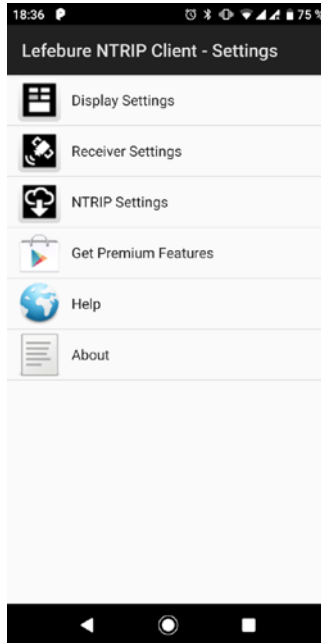 18:36 75 %
Lefebure NTRIP Client - Settings
Display Settings
Receiver Settings
NTRIP Settings
Get Premium Features
Help
About